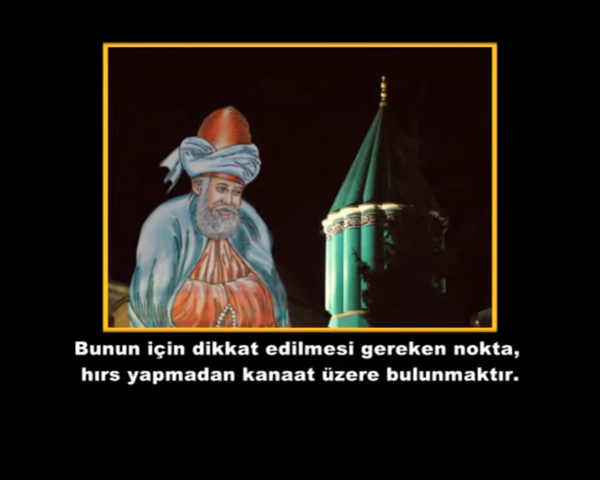 Bunun için dikkat edilmesi gereken nokta,
hırs yapmadan kanaat üzere bulunmaktır.